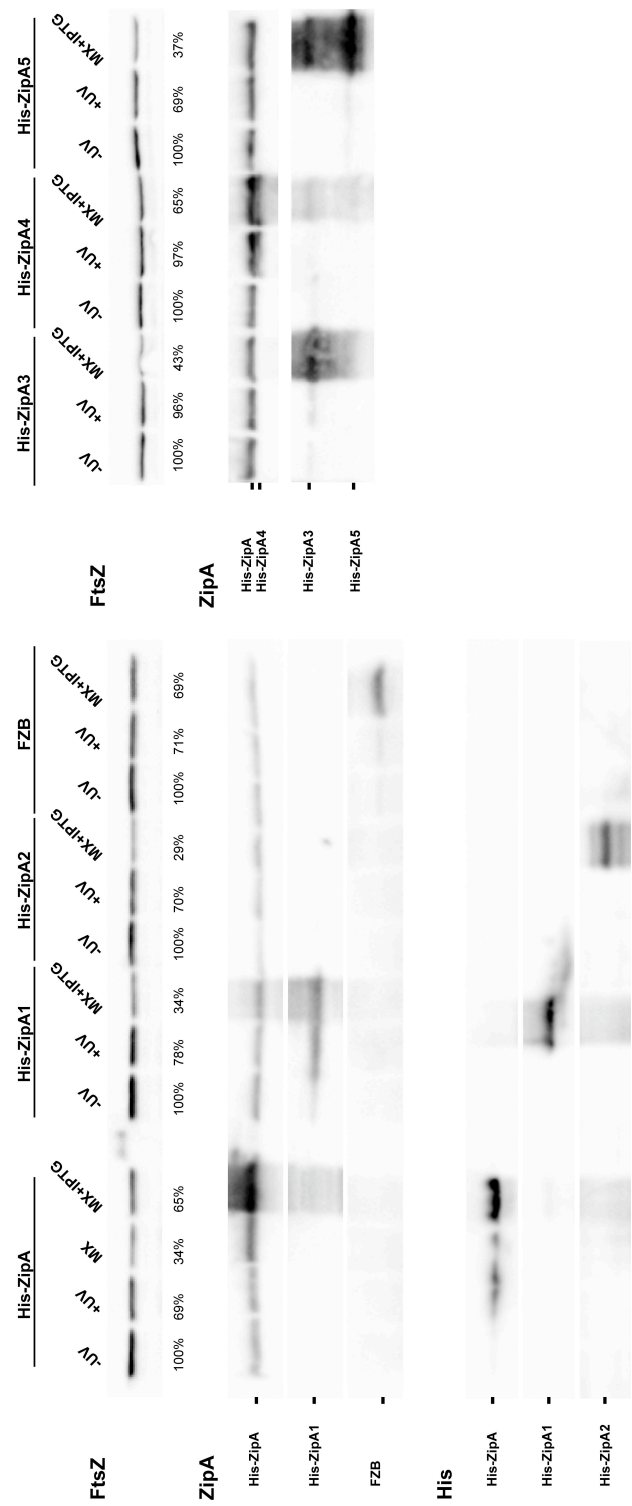 His-ZipA His-ZipA1 His-ZipA2 FZB
-UV +UV MX MX+IPTG -UV +UV MX+IPTG -UV +UV MX+IPTG -UV +UV MX+IPTG
FtsZ
100% 69% 34% 65% 100% 78% 34% 100% 70% 29% 100% 71% 69%
ZipA
His-ZipA
His-ZipA1
FZB
His
His-ZipA
His-ZipA1
His-ZipA2
His-ZipA3 His-ZipA4 His-ZipA5
-UV +UV MX+IPTG -UV +UV MX+IPTG -UV +UV MX+IPTG
FtsZ
100% 96% 43% 100% 97% 65% 100% 69% 37%
ZipA
His-ZipA
His-ZipA4
His-ZipA3
His-ZipA5